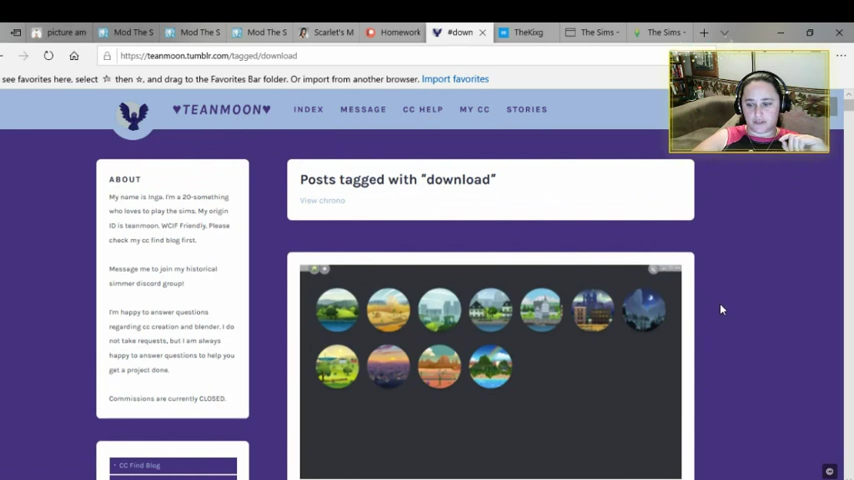 picture am
Mod The S
Mod The S
Mod The S
Scarlet's M
Homework
#down
TheKixg
The Sims -
The Sims -
https://teanmoon.tumblr.com/tagged/download
see favorites here, select ☆ then ☆, and drag to the Favorites Bar folder. Or import from another browser. Import favorites
♥TEANMOON♥
INDEX
MESSAGE
CC HELP
MY CC
STORIES
ABOUT
My name is Inga. I'm a 20-something
who loves to play the sims. My origin
ID is teanmoon. WCIF Friendly. Please
check my cc find blog first.
Message me to join my historical
simmer discord group!
I'm happy to answer questions
regarding cc creation and blender. I do
not take requests, but I am always
happy to answer questions to help you
get a project done.
Commissions are currently CLOSED.
CC Find Blog
Posts tagged with "download"
View chrono